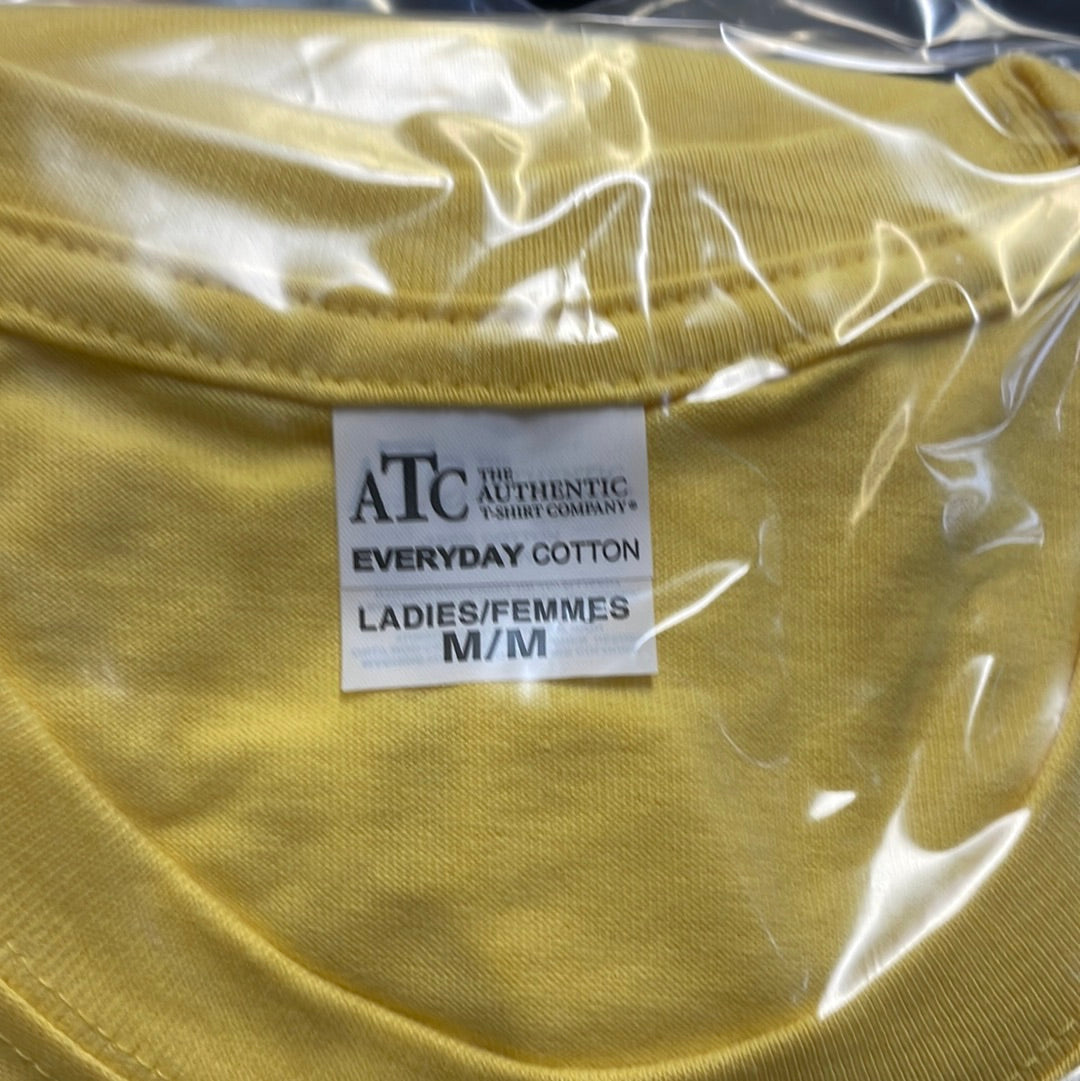 ATC THE
AUTHENTIC
T-SHIRT COMPANY®
EVERYDAY COTTON
LADIES/FEMMES
M/M